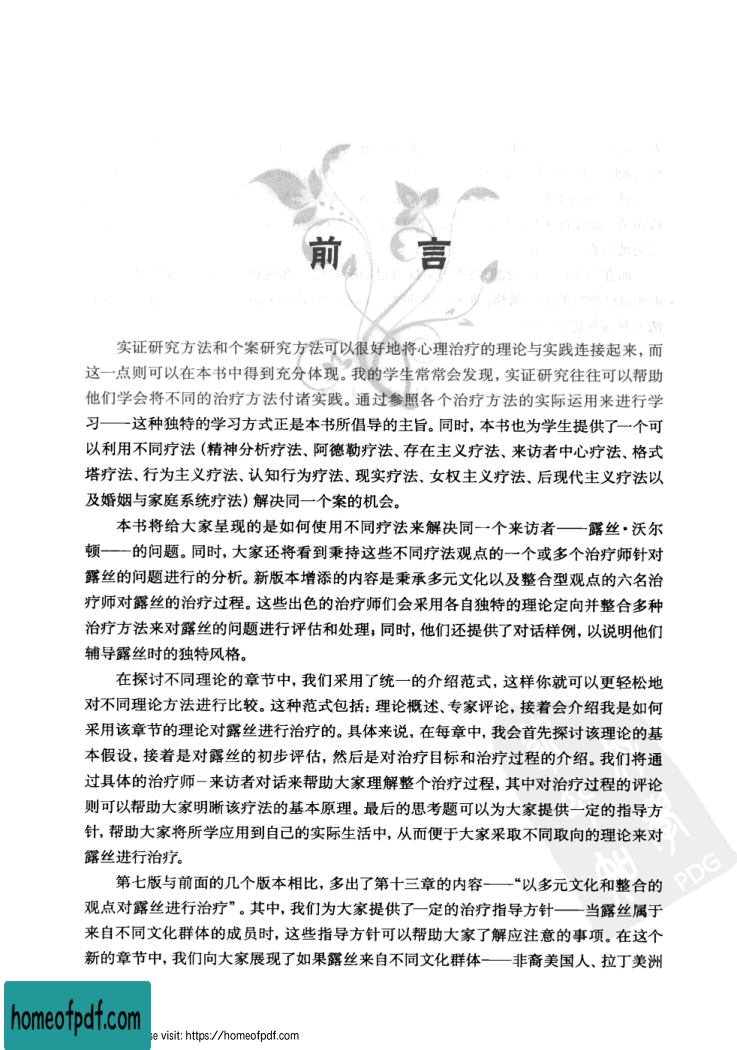 前言
实证研究方法和个案研究方法可以很好地将心理治疗的理论与实践连接起来，而
这一点则可以在本书中得到充分体现。我的学生常常会发现，实证研究往往可以帮助
他们学会将不同的治疗方法付诸实践。通过参照各个治疗方法的实际运用来进行学
习——这种独特的学习方式正是本书所倡导的主旨。同时，本书也为学生提供了一个可
以利用不同疗法（精神分析疗法、阿德勒疗法、存在主义疗法、来访者中心疗法、格式
塔疗法、行为主义疗法、认知行为疗法、现实疗法、女权主义疗法、后现代主义疗法以
及婚姻与家庭系统疗法）解决同一个案的机会。
本书将给大家呈现的是如何使用不同疗法来解决同一个来访者——露丝·沃尔
顿——的问题。同时，大家还将看到秉持这些不同疗法观点的一个或多个治疗师针对
露丝的问题进行的分析。新版本增添的内容是秉承多元文化以及整合型观点的六名治
疗师对露丝的治疗过程。这些出色的治疗师们会采用各自独特的理论定向并整合多种
治疗方法来对露丝的问题进行评估和处理；同时，他们还提供了对话样例，以说明他们
辅导露丝时的独特风格。
在探讨不同理论的章节中，我们采用了统一的介绍范式，这样你就可以更轻松地
对不同理论方法进行比较。这种范式包括：理论概述、专家评论，接着会介绍我是如何
采用该章节的理论对露丝进行治疗的。具体来说，在每章中，我会首先探讨该理论的基
本假设，接着是对露丝的初步评估，然后是对治疗目标和治疗过程的介绍。我们将通
过具体的治疗师－来访者对话来帮助大家理解整个治疗过程，其中对治疗过程的评论
则可以帮助大家明晰该疗法的基本原理。最后的思考题可以为大家提供一定的指导方
针，帮助大家将所学应用到自己的实际生活中，从而便于大家采取不同取向的理论来对
露丝进行治疗。
第七版与前面的几个版本相比，多出了第十三章的内容——“以多元文化和整合的
观点对露丝进行治疗”。其中，我们为大家提供了一定的治疗指导方针——当露丝属于
来自不同文化群体的成员时，这些指导方针可以帮助大家了解应注意的事项。在这个
新的章节中，我们向大家展现了如果露丝来自不同文化群体——非裔美国人、拉丁美洲
PDG
homeofpdf.com
se visit: https://homeofpdf.com